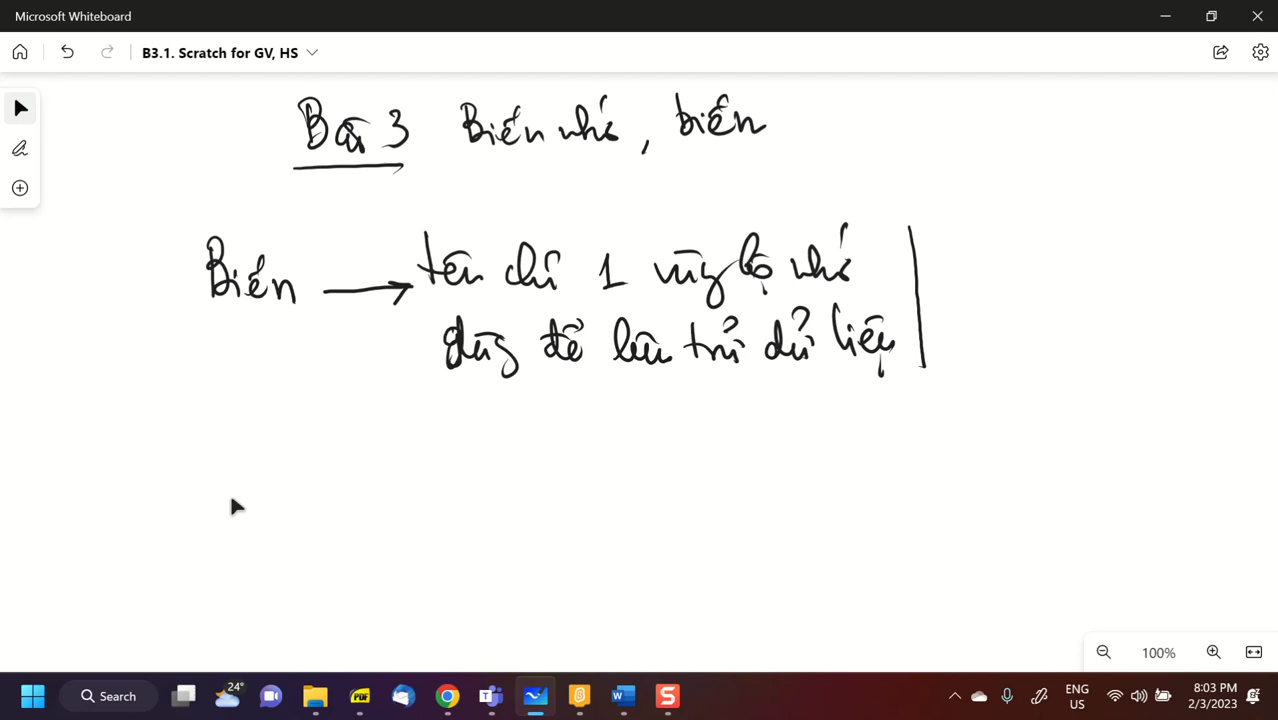 Microsoft Whiteboard
B3.1. Scratch for GV, HS
Bài 3 Biến nhớ, biến
Biến → tên chỉ 1 vùng bộ nhớ
dùng để lưu trữ dữ liệu
100%
Search
24°
ENG
US
8:03 PM
2/3/2023